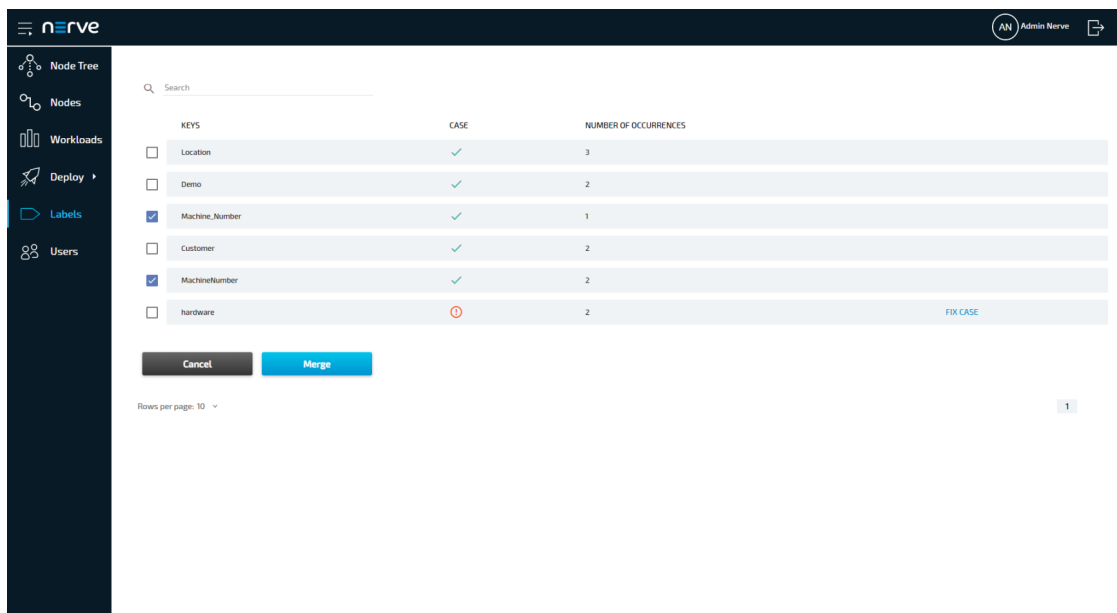 nerve
AN Admin Nerve
Node Tree
Nodes
Workloads
Deploy
Labels
Users
Search
KEYS CASE NUMBER OF OCCURRENCES
Location 3
Demo 2
Machine_Number 1
Customer 2
MachineNumber 2
hardware 2 FIX CASE
Cancel Merge
Rows per page: 10 1